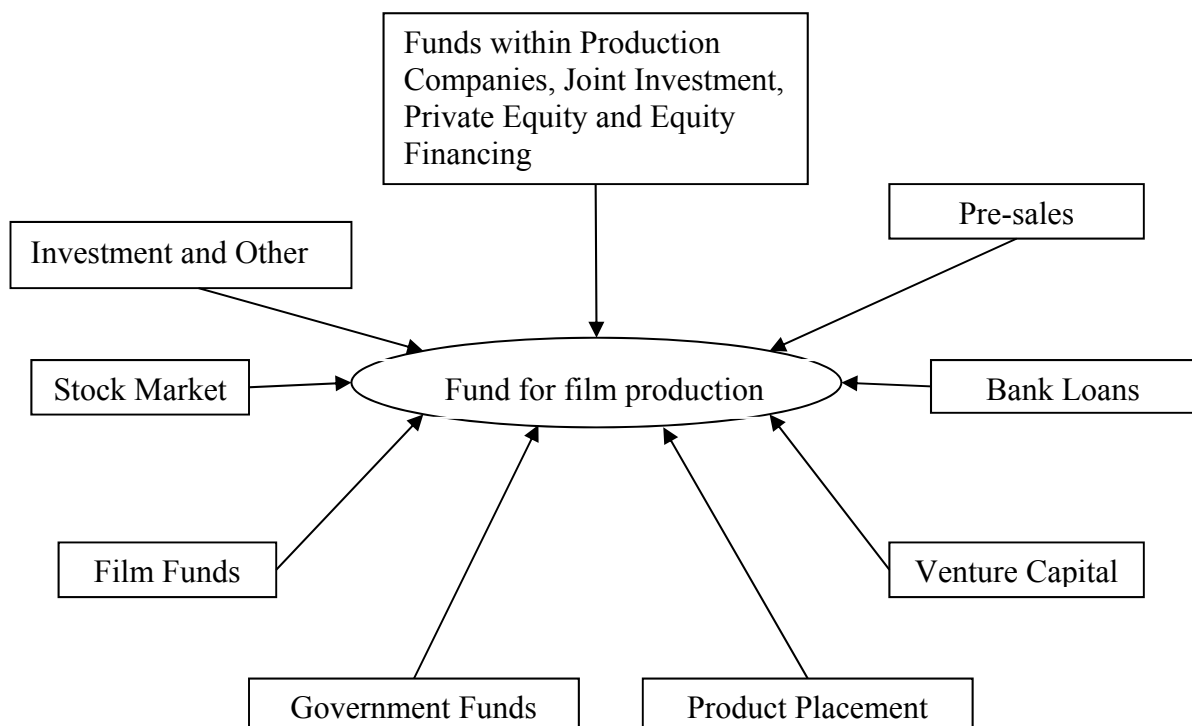 Funds within Production
Companies, Joint Investment,
Private Equity and Equity
Financing
Pre-sales
Investment and Other
Stock Market
Fund for film production
Bank Loans
Film Funds
Venture Capital
Government Funds
Product Placement